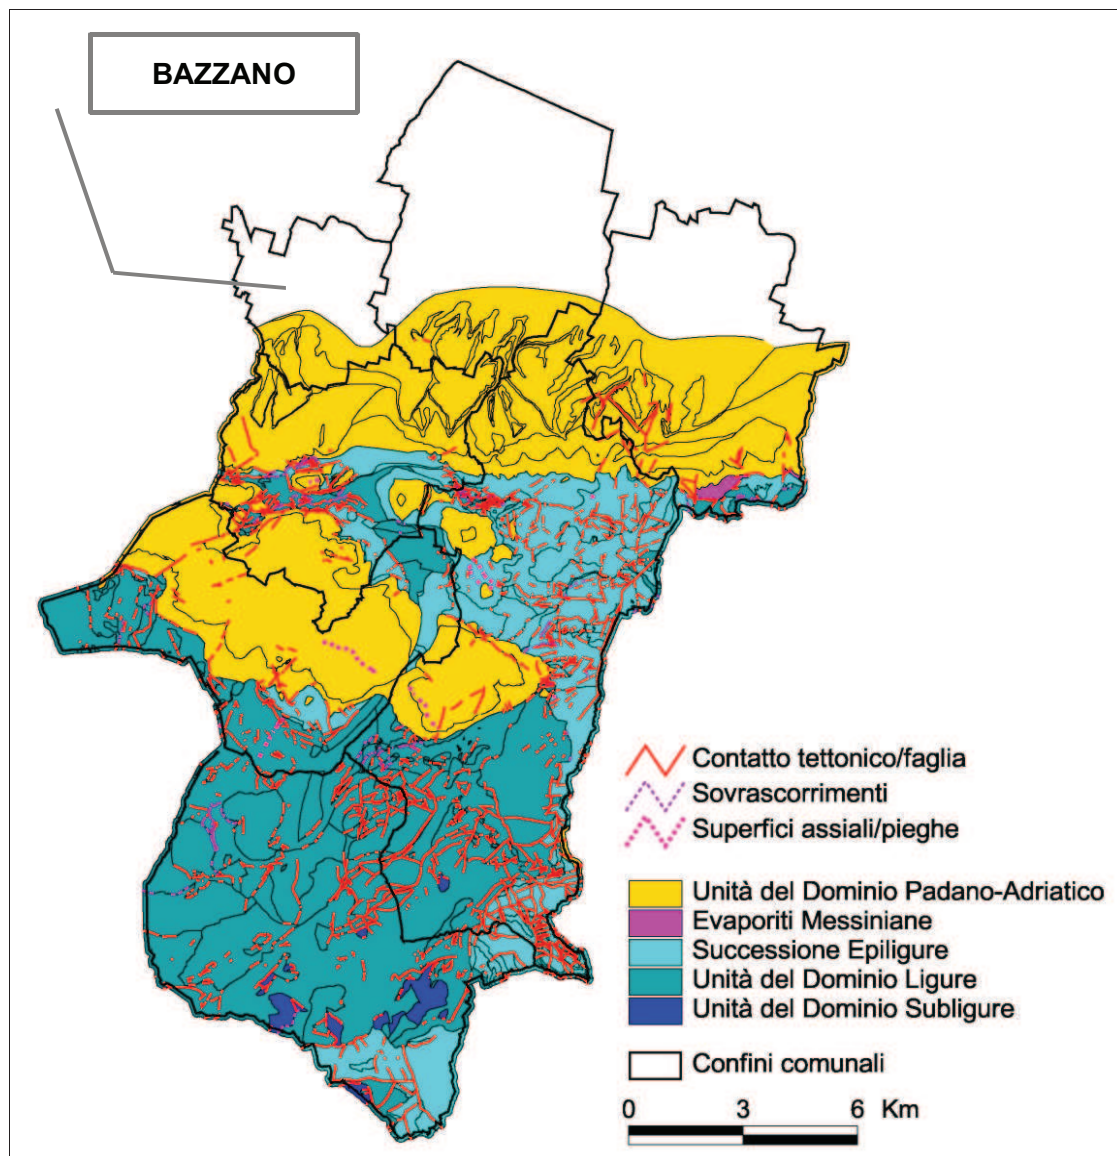 BAZZANO
Contatto tettonico/faglia
Sovrascorrimenti
Superfici assiali/pieghe
Unità del Dominio Padano-Adriatico
Evaporiti Messiniane
Successione Epiligure
Unità del Dominio Ligure
Unità del Dominio Subligure
Confini comunali
0 3 6 Km